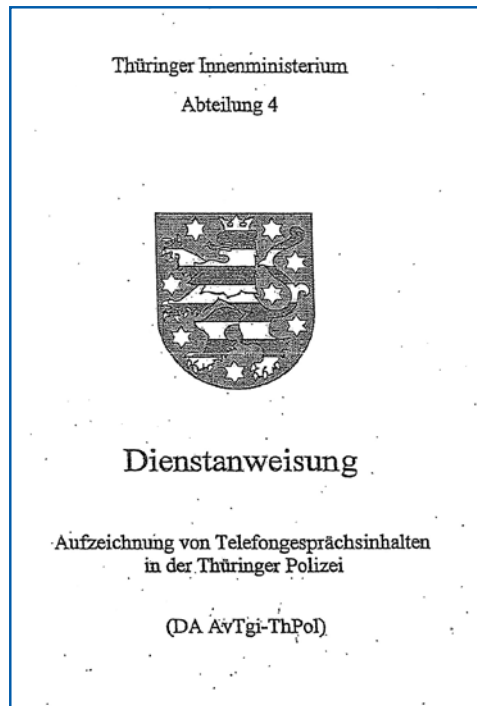 Thüringer Innenministerium
Abteilung 4
Dienstanweisung
Aufzeichnung von Telefongesprächsinhalten
in der Thüringer Polizei
(DA AvTgi-ThPol)